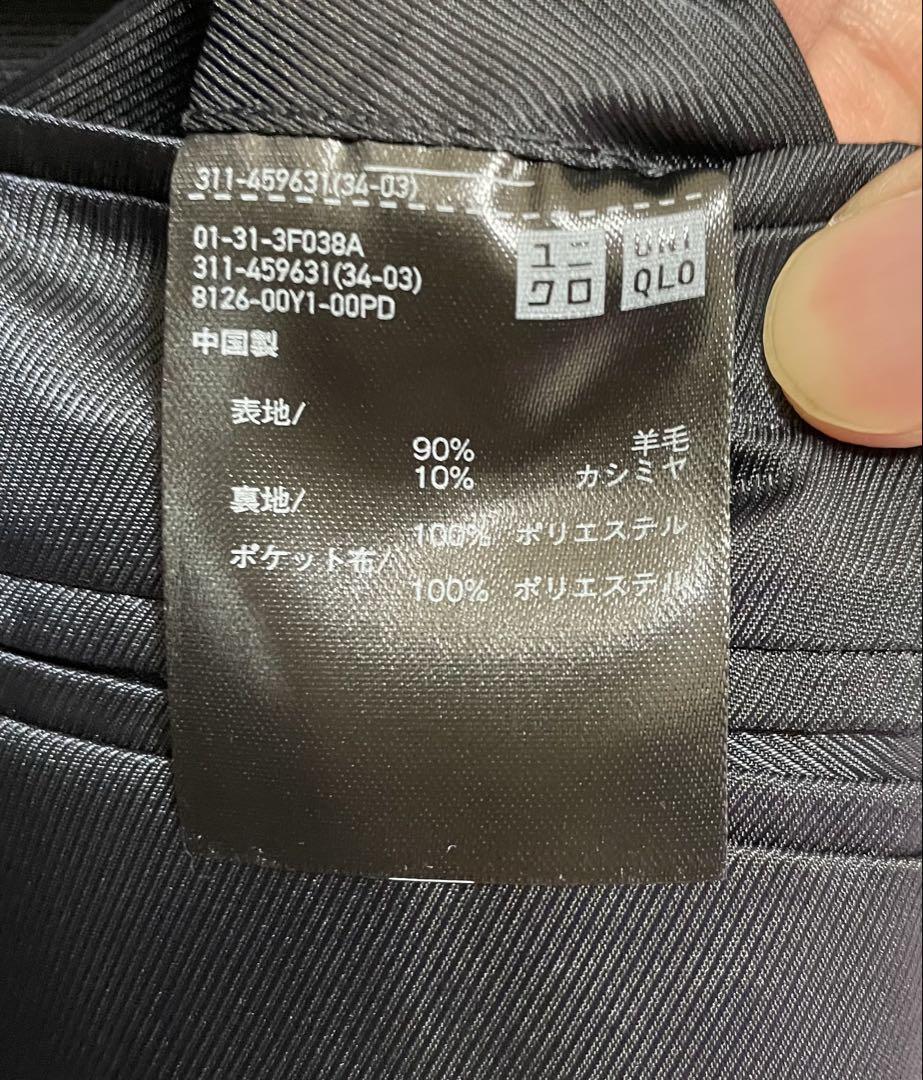 311-459631(34-03)
01-31-3F038A
311-459631(34-03)
8126-00Y1-00PD
中国製
ユニ
クロ
UNI
QLO
表地/
90% 羊毛
10% カシミヤ
裏地/
100% ポリエステル
ポケット布/
100% ポリエステル